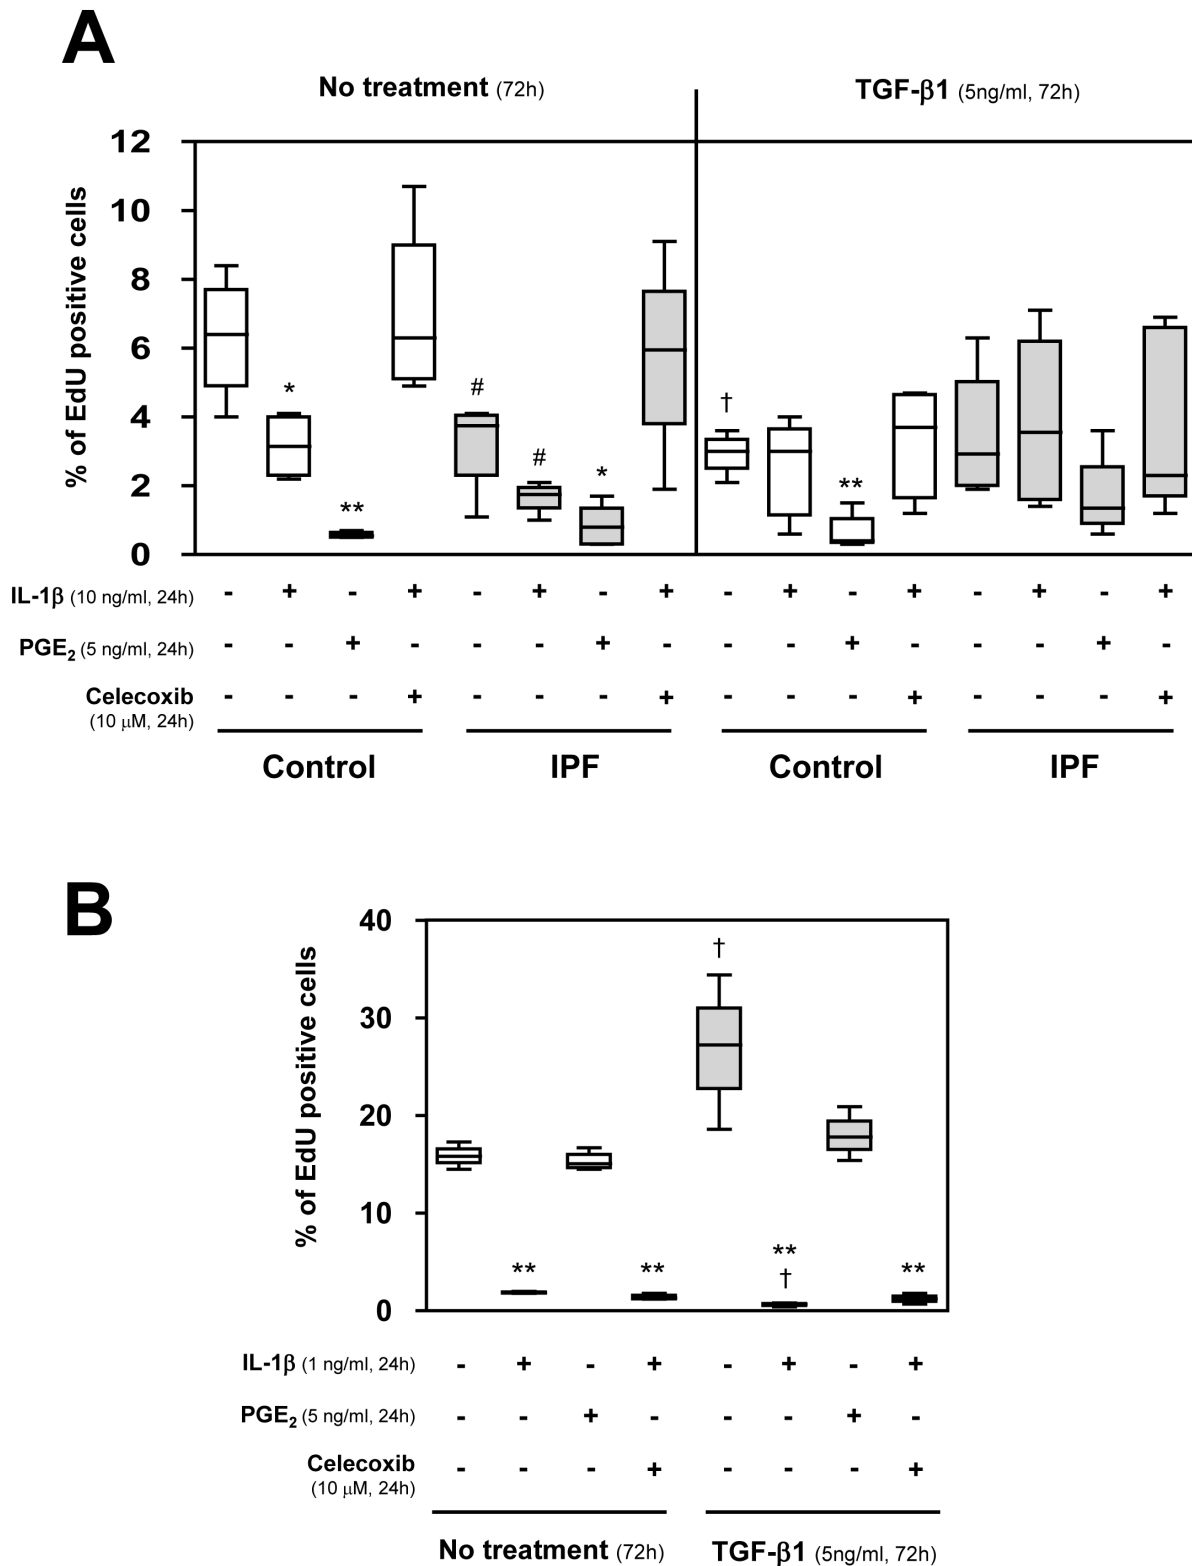 A
No treatment (72h) TGF-β1 (5ng/ml, 72h)
% of EdU positive cells
12
10
8
6
4
2
0
* ** # # * † **
IL-1β (10 ng/ml, 24h) - + - + - + - + - + - + - + - +
PGE2 (5 ng/ml, 24h) - - + - - - + - - - + - - - + -
Celecoxib - - - + - - - + - - - + - - - +
(10 μM, 24h)
Control IPF Control IPF
B
% of EdU positive cells
40
30
20
10
0
†
** ** ** **
†
IL-1β (1 ng/ml, 24h) - + - + - + - +
PGE2 (5 ng/ml, 24h) - - + - - - + -
Celecoxib - - - + - - - +
(10 μM, 24h)
No treatment (72h) TGF-β1 (5ng/ml, 72h)